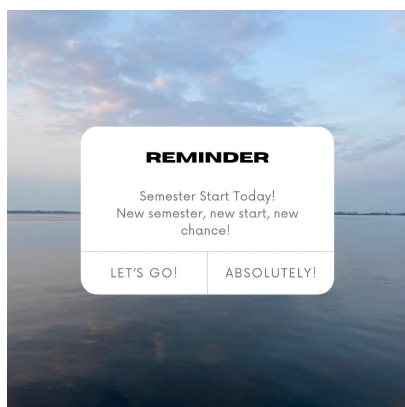 REMINDER
Semester Start Today!
New semester, new start, new
chance!
LET'S GO!
ABSOLUTELY!